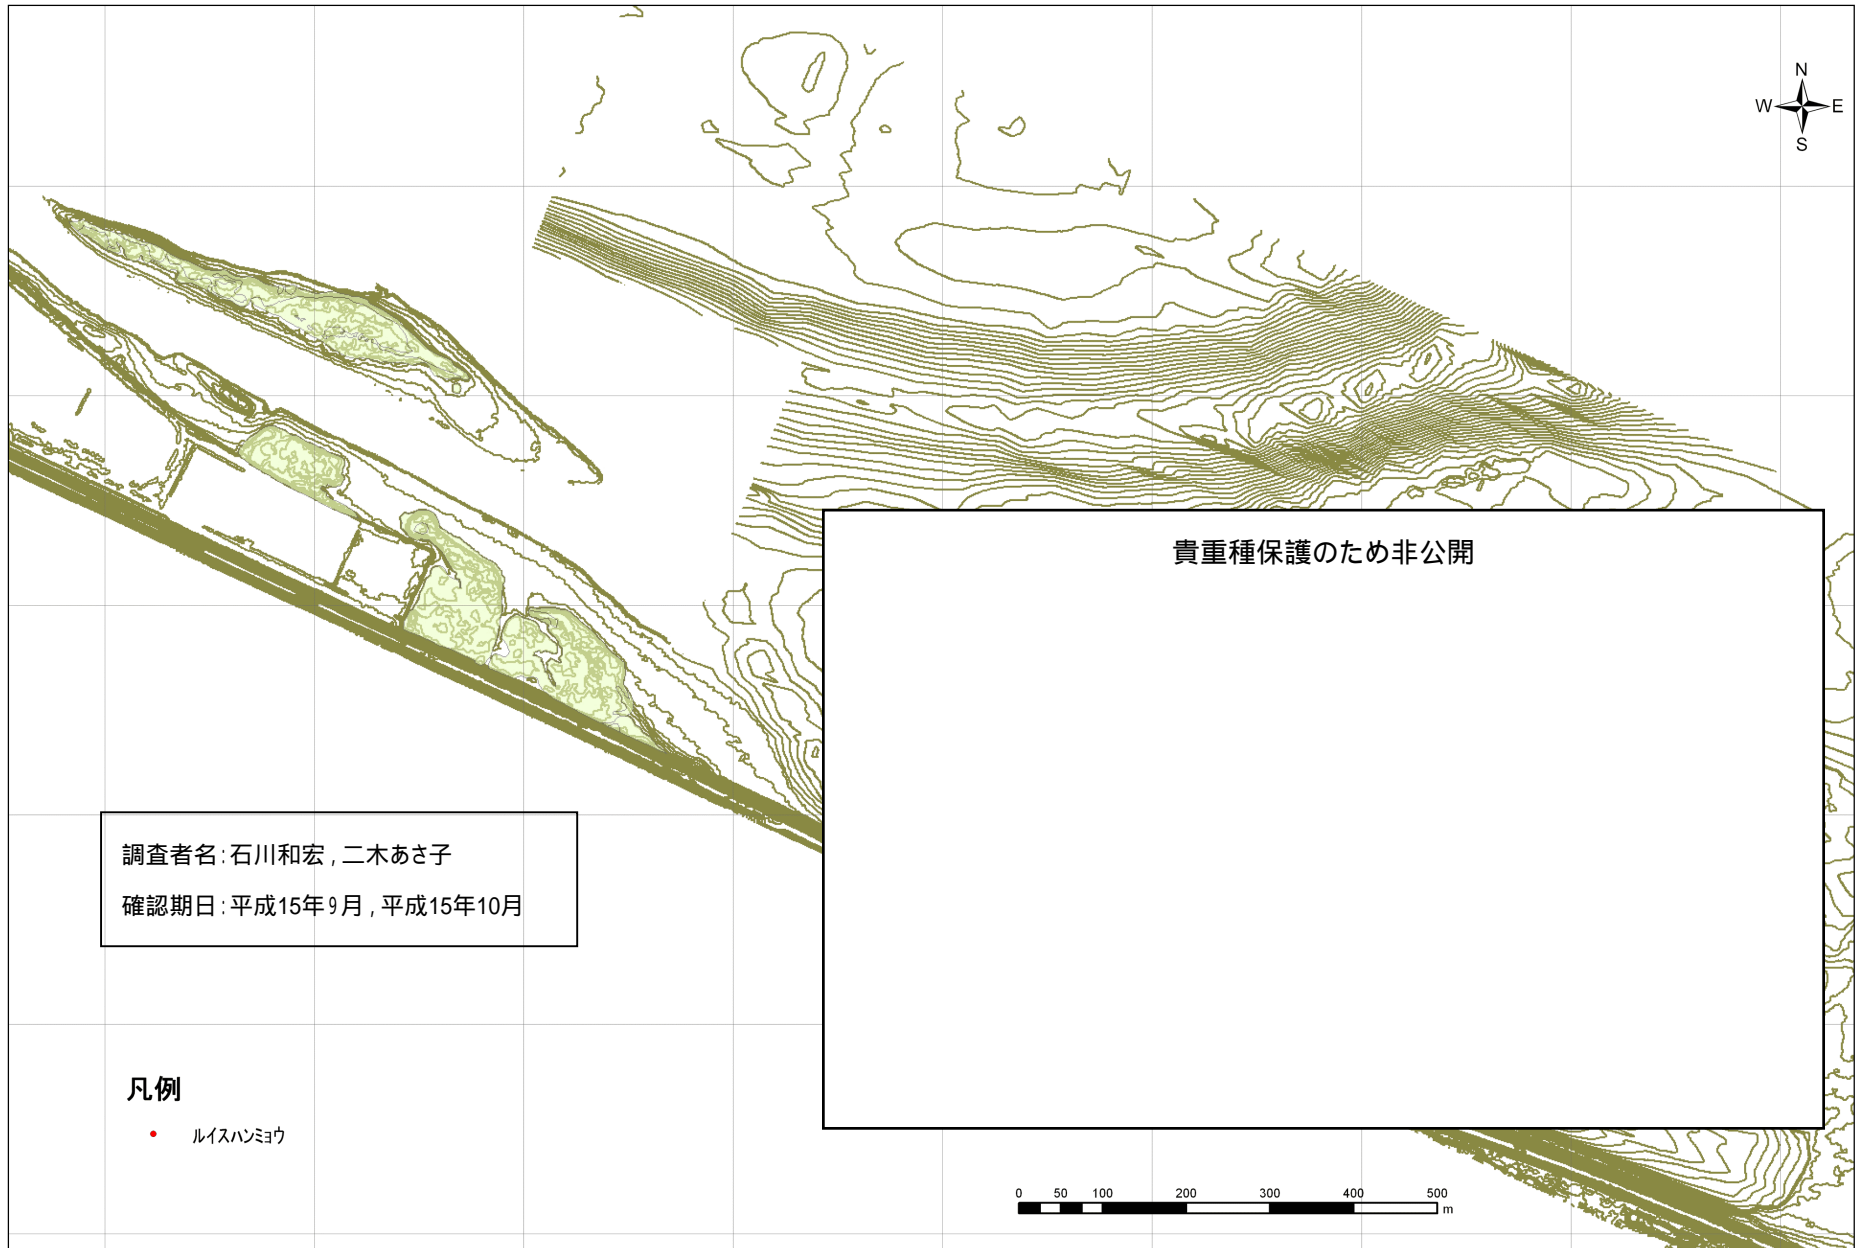 N
W E
S
貴重種保護のため非公開
調査者名:石川和宏,二木あさ子
確認期日:平成15年9月,平成15年10月
凡例
ルイスハンミョウ
0 50 100 200 300 400 500
m